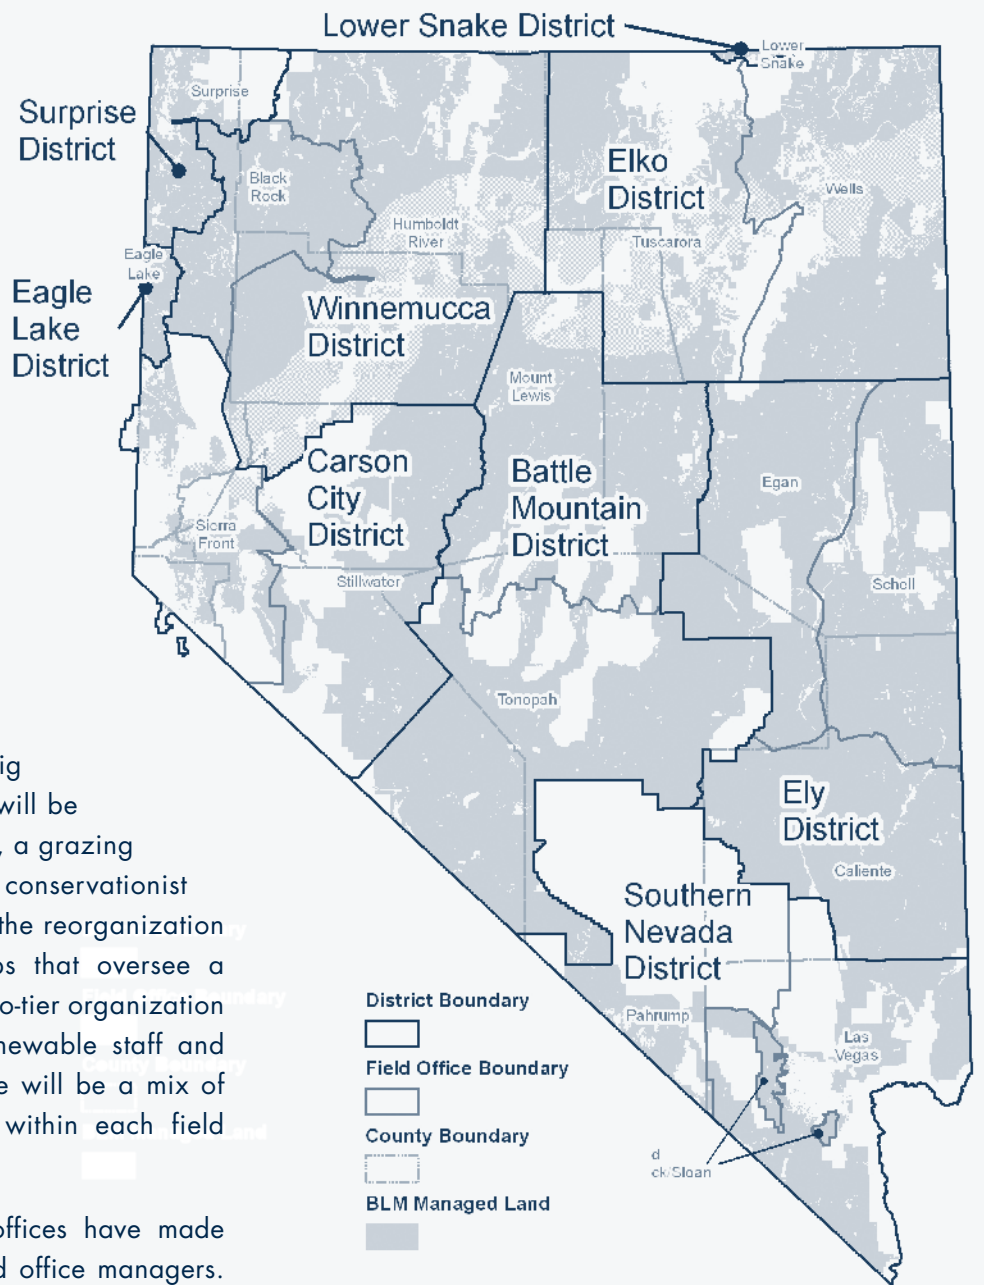 Lower Snake District
Lower
Snake
Surprise
Surprise
District
Black
Rock
Elko
District
Wells
Humboldt
River
Tuscarora
Eagle
Lake
Eagle
Lake
District
Winnemucca
District
Mount
Lewis
Carson
City
District
Battle
Mountain
District
Egan
Sierra
Front
Stillwater
Schell
Tonopah
Ely
District
Caliente
Southern
Nevada
District
Pahrump
Las
Vegas
d
ck/Sloan
District Boundary
Field Office Boundary
County Boundary
BLM Managed Land
ig
will be
, a grazing
conservationist
the reorganization
os that oversee a
o-tier organization
newable staff and
e will be a mix of
within each field
offices have made
d office managers.